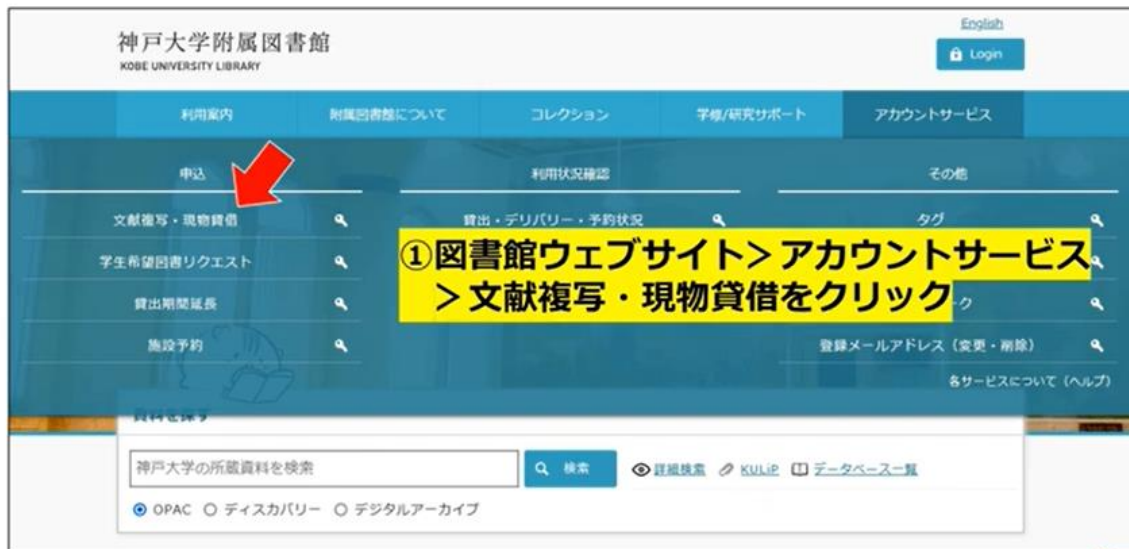 神戸大学附属図書館
KOBE UNIVERSITY LIBRARY
English
Login
利用案内
附属図書館について
コレクション
学修/研究サポート
アカウントサービス
申込
利用状況確認
その他
文献複写・現物貸借
貸出・デリバリー・予約状況
タグ
学生希望図書リクエスト
①図書館ウェブサイト＞アカウントサービス
＞文献複写・現物貸借をクリック
貸出期間延長
ーク
施設予約
登録メールアドレス（変更・削除）
各サービスについて（ヘルプ）
資料を探す
神戸大学の所蔵資料を検索
検索
詳細検索
KULiP
データベース一覧
OPAC
ディスカバリー
デジタルアーカイブ